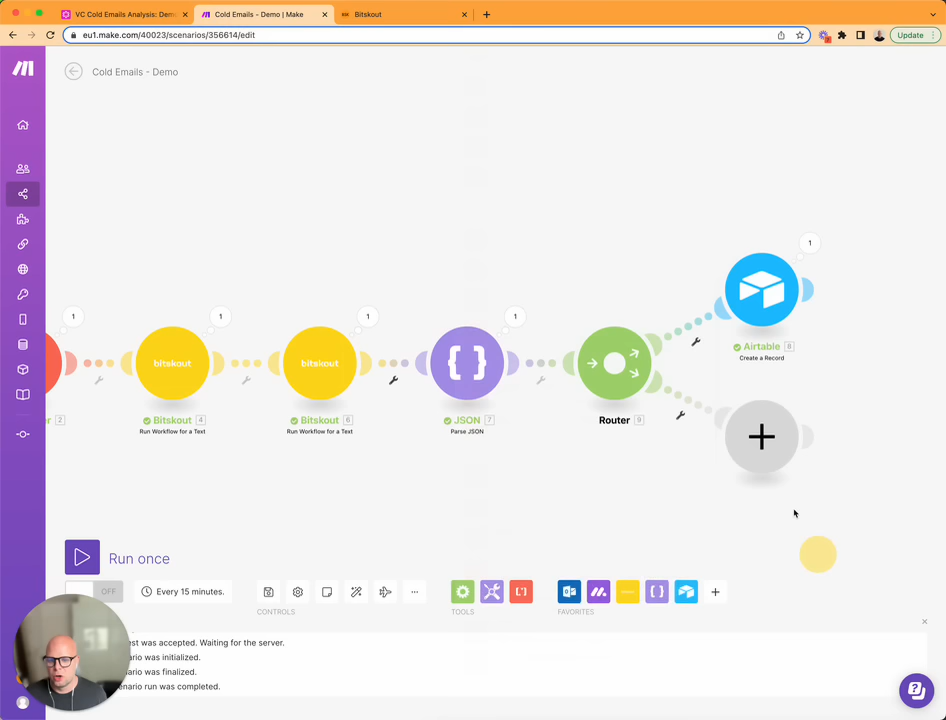 VC Cold Emails Analysis: Dem
Cold Emails - Demo | Make
Bitskout
eu1.make.com/40023/scenarios/356614/edit
Update
Cold Emails - Demo
1
1
1
1
1
bitskout
bitskout
{ }
r 2
Bitskout 4
Run Workflow for a Text
Bitskout 6
Run Workflow for a Text
JSON 7
Parse JSON
Router 9
Airtable 8
Create a Record
Run once
OFF
Every 15 minutes.
CONTROLS
TOOLS
FAVORITES
est was accepted. Waiting for the server.
nario was initialized.
nario was finalized.
enario run was completed.